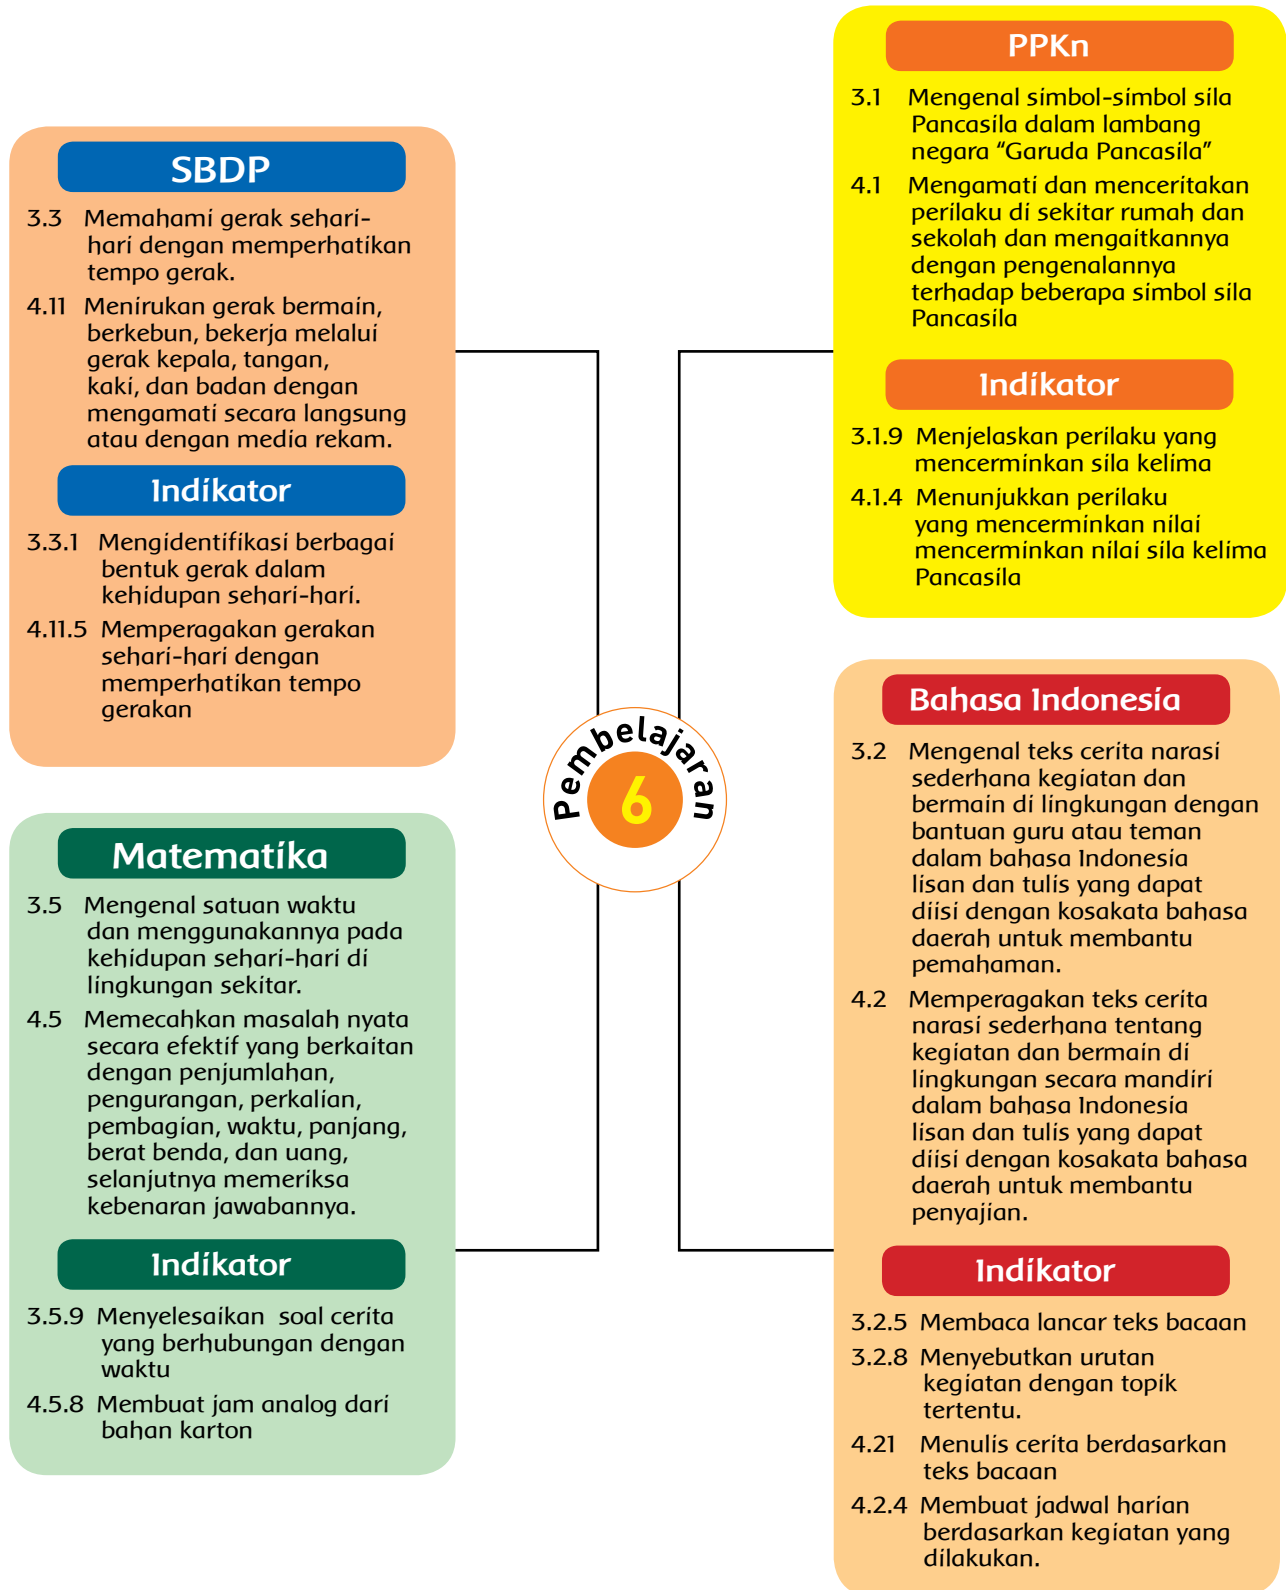 SBDP
3.3 Memahami gerak sehari-
hari dengan memperhatikan
tempo gerak.
4.11 Menirukan gerak bermain,
berkebun, bekerja melalui
gerak kepala, tangan,
kaki, dan badan dengan
mengamati secara langsung
atau dengan media rekam.
Indikator
3.3.1 Mengidentifikasi berbagai
bentuk gerak dalam
kehidupan sehari-hari.
4.11.5 Memperagakan gerakan
sehari-hari dengan
memperhatikan tempo
gerakan
Matematika
3.5 Mengenal satuan waktu
dan menggunakannya pada
kehidupan sehari-hari di
lingkungan sekitar.
4.5 Memecahkan masalah nyata
secara efektif yang berkaitan
dengan penjumlahan,
pengurangan, perkalian,
pembagian, waktu, panjang,
berat benda, dan uang,
selanjutnya memeriksa
kebenaran jawabannya.
Indikator
3.5.9 Menyelesaikan soal cerita
yang berhubungan dengan
waktu
4.5.8 Membuat jam analog dari
bahan karton
Pembelajaran
6
PPKn
3.1 Mengenal simbol-simbol sila
Pancasila dalam lambang
negara “Garuda Pancasila”
4.1 Mengamati dan menceritakan
perilaku di sekitar rumah dan
sekolah dan mengaitkannya
dengan pengenalannya
terhadap beberapa simbol sila
Pancasila
Indikator
3.1.9 Menjelaskan perilaku yang
mencerminkan sila kelima
4.1.4 Menunjukkan perilaku
yang mencerminkan nilai
mencerminkan nilai sila kelima
Pancasila
Bahasa Indonesia
3.2 Mengenal teks cerita narasi
sederhana kegiatan dan
bermain di lingkungan dengan
bantuan guru atau teman
dalam bahasa Indonesia
lisan dan tulis yang dapat
diisi dengan kosakata bahasa
daerah untuk membantu
pemahaman.
4.2 Memperagakan teks cerita
narasi sederhana tentang
kegiatan dan bermain di
lingkungan secara mandiri
dalam bahasa Indonesia
lisan dan tulis yang dapat
diisi dengan kosakata bahasa
daerah untuk membantu
penyajian.
Indikator
3.2.5 Membaca lancar teks bacaan
3.2.8 Menyebutkan urutan
kegiatan dengan topik
tertentu.
4.21 Menulis cerita berdasarkan
teks bacaan
4.2.4 Membuat jadwal harian
berdasarkan kegiatan yang
dilakukan.